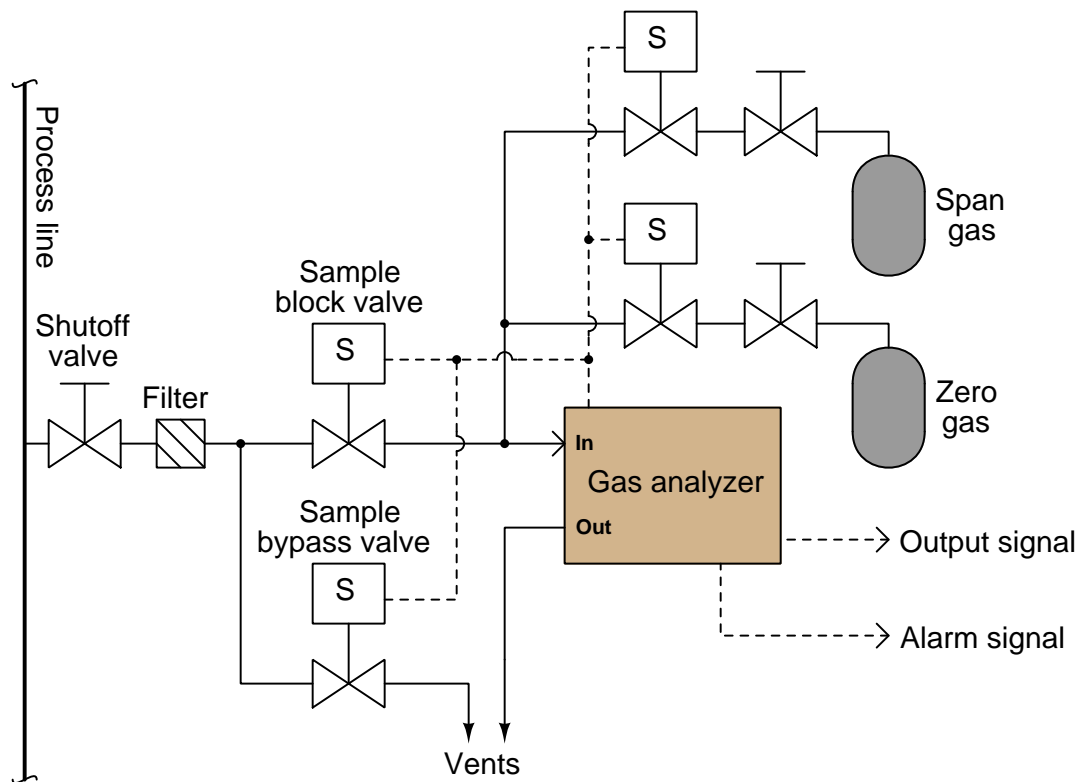 S
Process line
S
Span
gas
Sample
block valve
Shutoff
valve
S
Filter
Zero
gas
In
Gas analyzer
Sample
bypass valve
Out
Output signal
S
Alarm signal
Vents